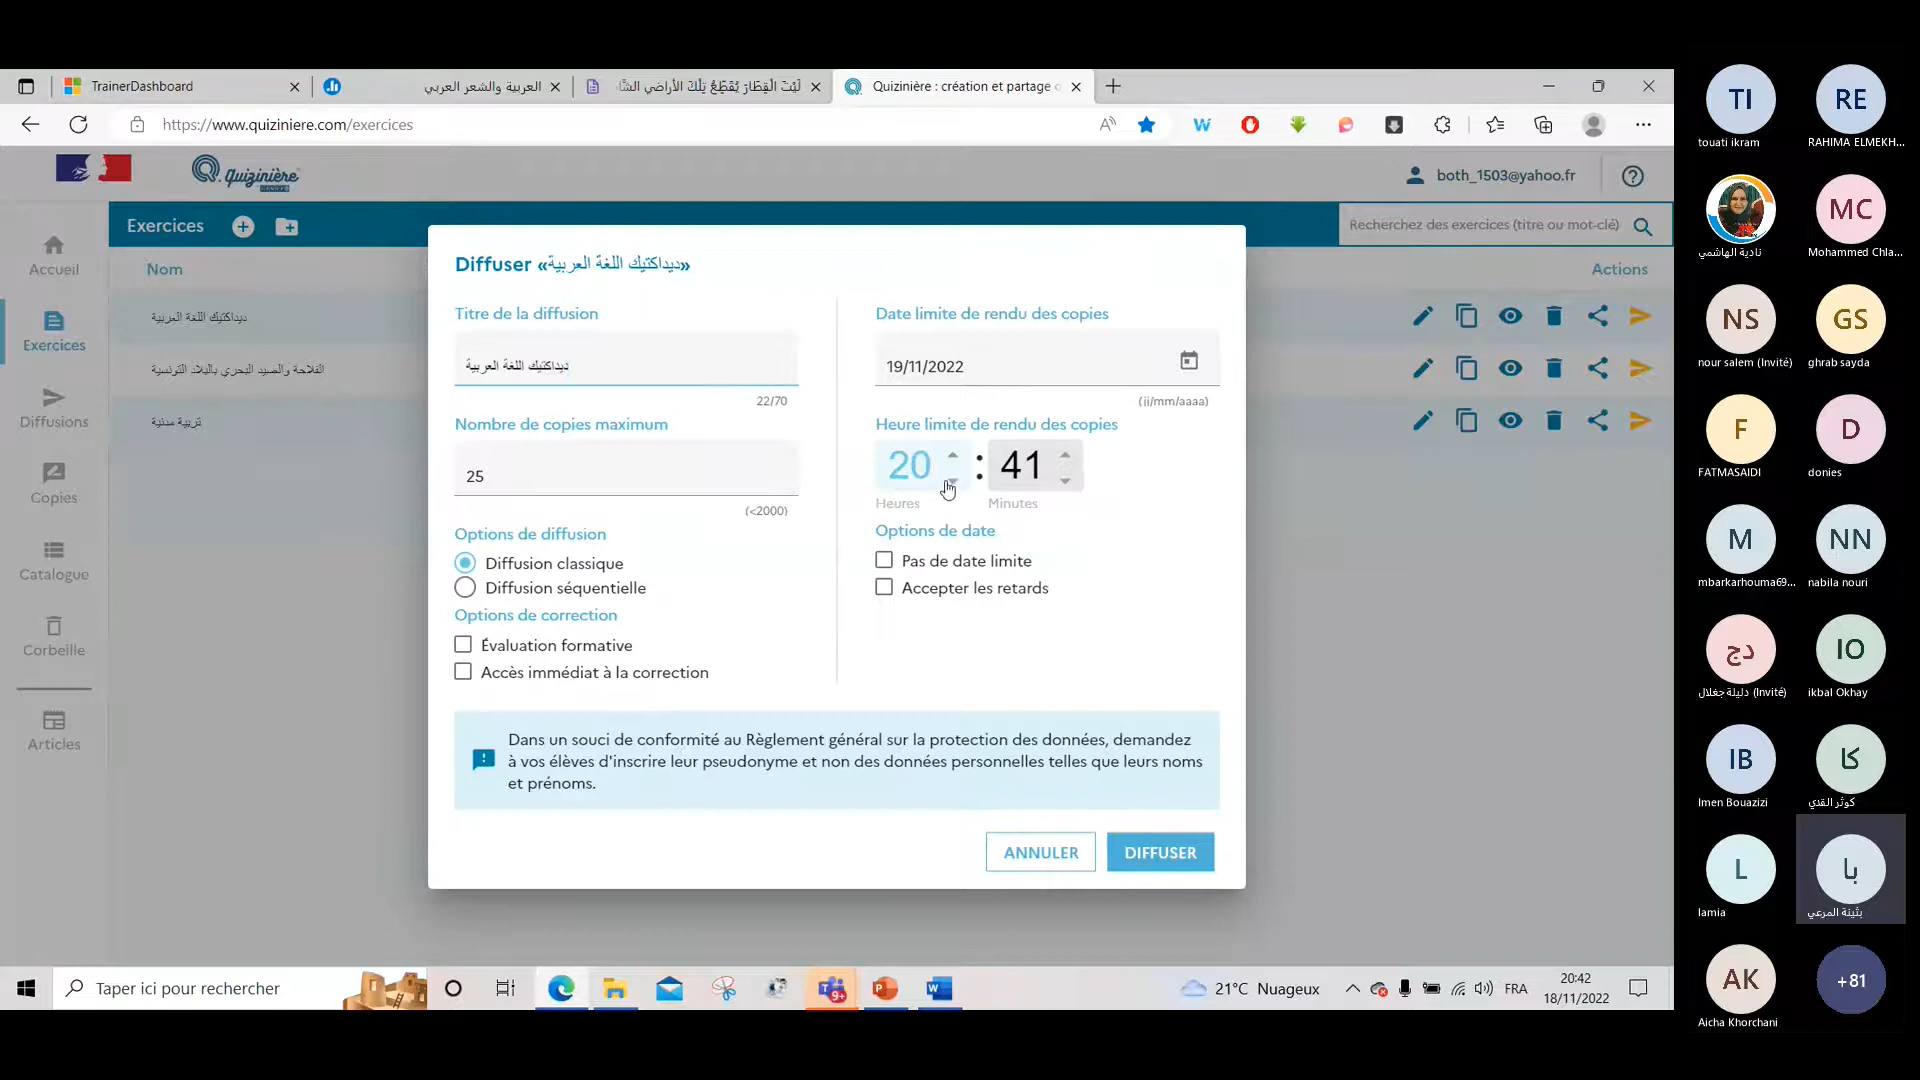 TrainerDashboard
العربية والشعر العربي
لَيْتَ الْقِطَارَ يُقَطِّعُ تِلْكَ الأراضي الشَّا
Quizinière : création et partage
https://www.quiziniere.com/exercices
Quizinière
both_1503@yahoo.fr
Exercices
Recherchez des exercices (titre ou mot-clé)
Nom
Actions
ديداكتيك اللغة العربية
الفلاحة والصيد البحري بالبلاد التونسية
تربية مدنية
Accueil
Exercices
Diffusions
Copies
Catalogue
Corbeille
Articles
Diffuser «ديداكتيك اللغة العربية»
Titre de la diffusion
ديداكتيك اللغة العربية
22/70
Nombre de copies maximum
25
(<2000)
Options de diffusion
Diffusion classique
Diffusion séquentielle
Options de correction
Évaluation formative
Accès immédiat à la correction
Date limite de rendu des copies
19/11/2022
(jj/mm/aaaa)
Heure limite de rendu des copies
20 : 41
Heures Minutes
Options de date
Pas de date limite
Accepter les retards
Dans un souci de conformité au Règlement général sur la protection des données, demandez
à vos élèves d'inscrire leur pseudonyme et non des données personnelles telles que leurs noms
et prénoms.
ANNULER
DIFFUSER
Taper ici pour rechercher
9+
21°C Nuageux
FRA
20:42
18/11/2022
TI
touati ikram
RE
RAHIMA ELMEKH...
نادية الهاشمي
MC
Mohammed Chla...
NS
nour salem (Invité)
GS
ghrab sayda
F
FATMASAIDI
D
donies
M
mbarkarhouma69...
NN
nabila nouri
دج
دليلة جغلال (Invité)
IO
ikbal Okhay
IB
Imen Bouazizi
كا
كوثر القدي
L
lamia
با
بثينة المرعي
AK
Aicha Khorchani
+81